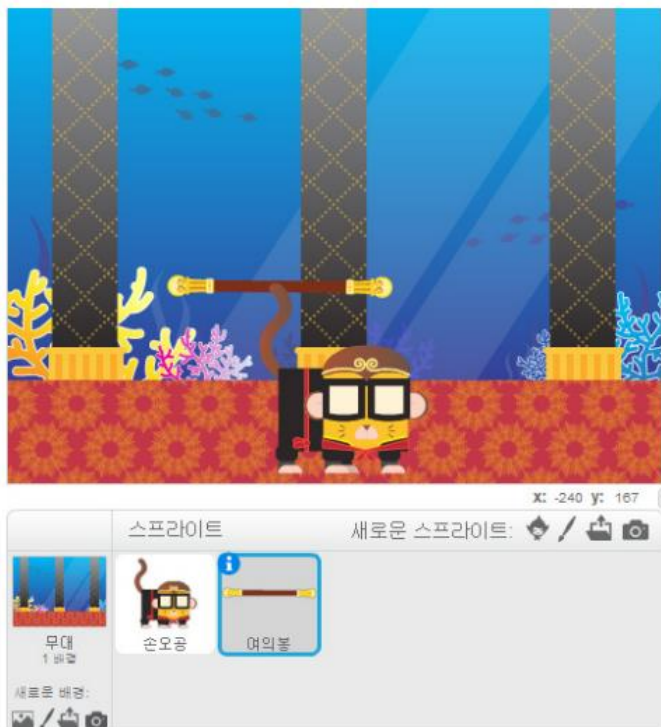 x: -240 y: 167
스프라이트 새로운 스프라이트:
손오공 여의봉
무대
1 배경
새로운 배경: